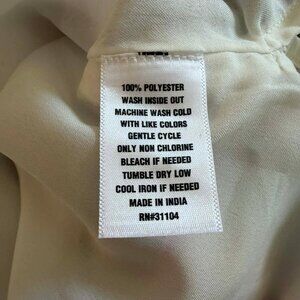 100% POLYESTER
WASH INSIDE OUT
MACHINE WASH COLD
WITH LIKE COLORS
GENTLE CYCLE
ONLY NON CHLORINE
BLEACH IF NEEDED
TUMBLE DRY LOW
COOL IRON IF NEEDED
MADE IN INDIA
RN#31104